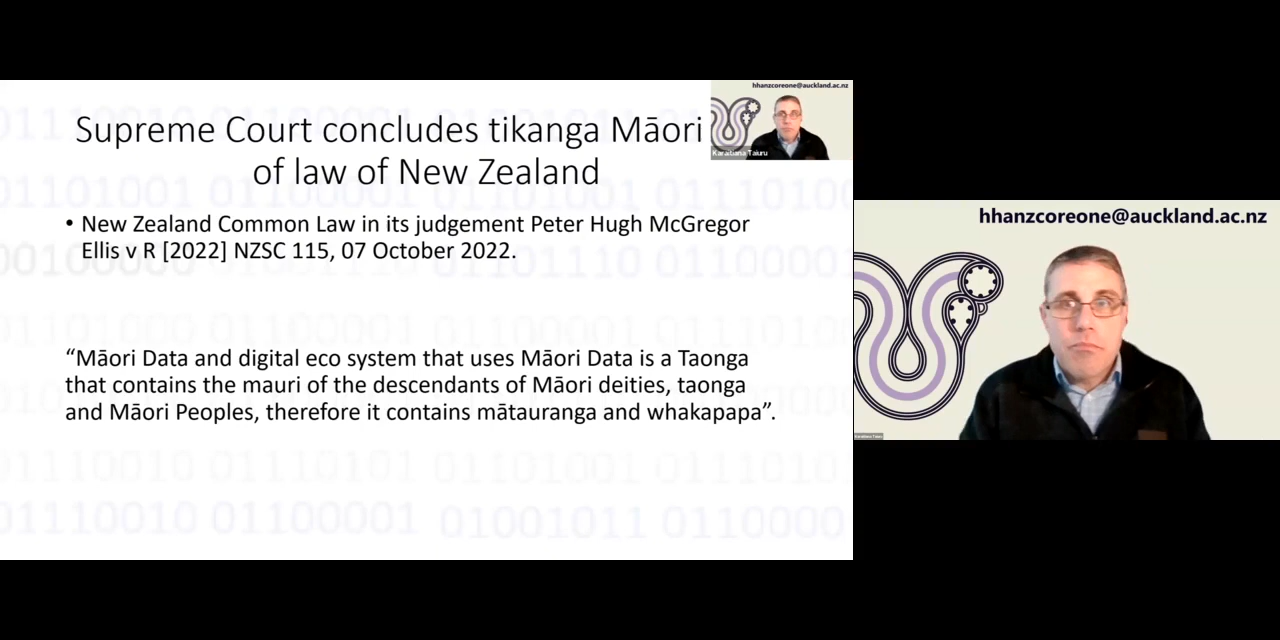 Supreme Court concludes tikanga Māori
of law of New Zealand
• New Zealand Common Law in its judgement Peter Hugh McGregor
Ellis v R [2022] NZSC 115, 07 October 2022.
“Māori Data and digital eco system that uses Māori Data is a Taonga
that contains the mauri of the descendants of Māori deities, taonga
and Māori Peoples, therefore it contains mātauranga and whakapapa”.
hhanzcoreone@auckland.ac.nz
Karaitiana Taiuru
hhanzcoreone@auckland.ac.nz
Karaitiana Taiuru